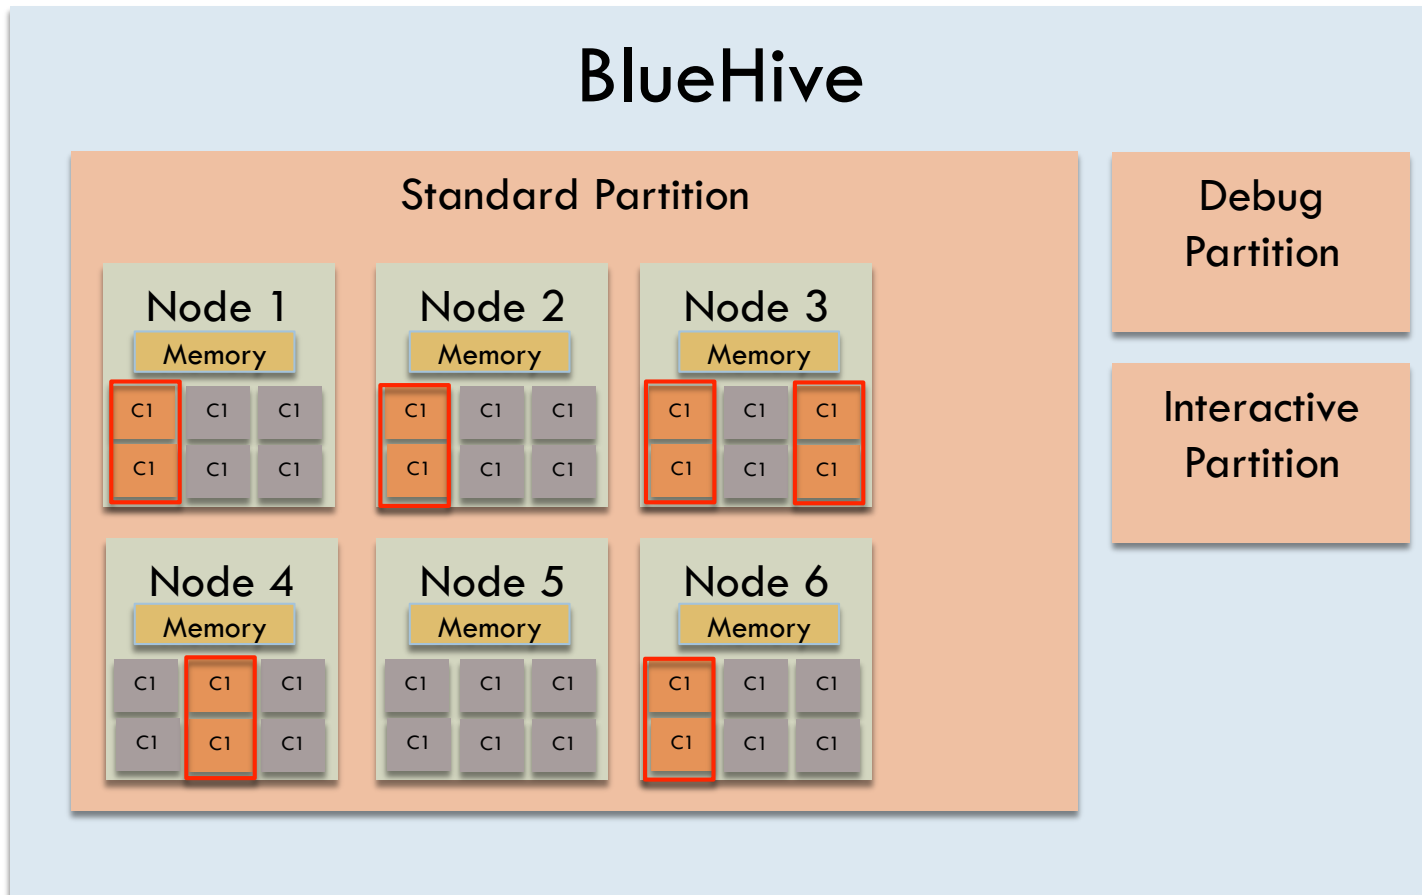 BlueHive
Standard Partition
Debug
Partition
Interactive
Partition
Node 1
Memory
C1 C1 C1
C1 C1 C1
Node 2
Memory
C1 C1 C1
C1 C1 C1
Node 3
Memory
C1 C1 C1
C1 C1 C1
Node 4
Memory
C1 C1 C1
C1 C1 C1
Node 5
Memory
C1 C1 C1
C1 C1 C1
Node 6
Memory
C1 C1 C1
C1 C1 C1